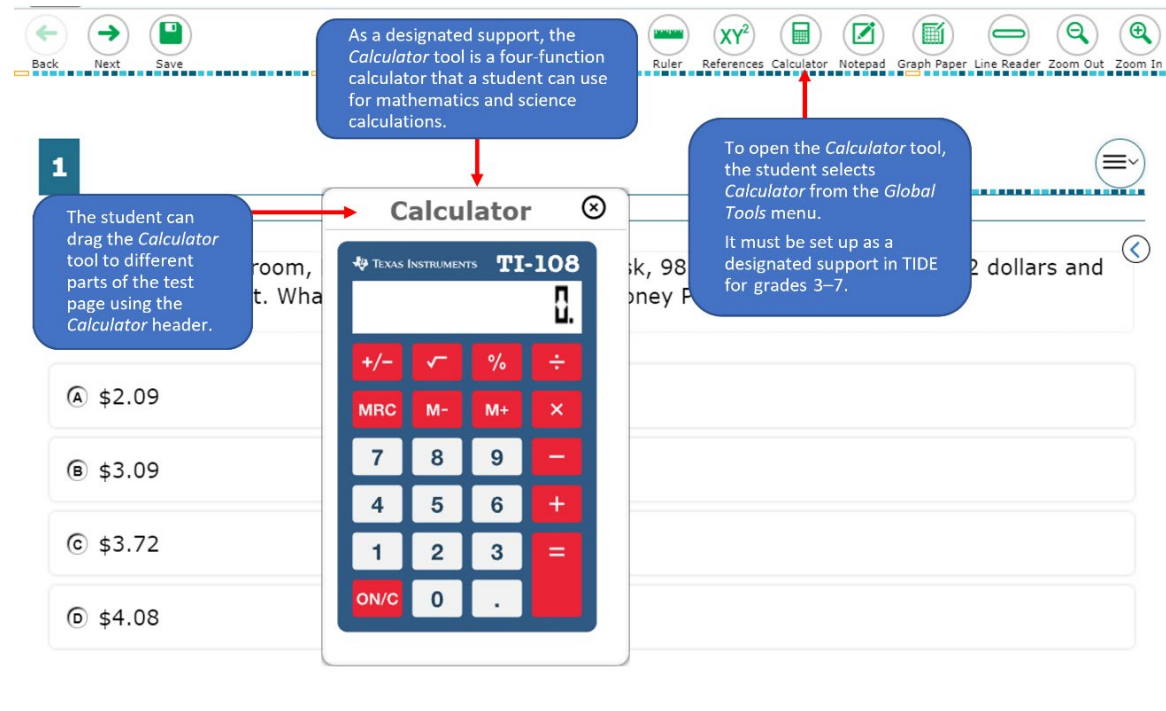 Back Next Save
Ruler References Calculator Notepad Graph Paper Line Reader Zoom Out Zoom In
XY²
As a designated support, the
Calculator tool is a four-function
calculator that a student can use
for mathematics and science
calculations.
To open the Calculator tool,
the student selects
Calculator from the Global
Tools menu.
It must be set up as a
designated support in TIDE
for grades 3–7.
1
The student can
drag the Calculator
tool to different
parts of the test
page using the
Calculator header.
room, sk, 98 2 dollars and
t. Wha oney P
Calculator
TEXAS INSTRUMENTS TI-108
0.
+/- √ % ÷
MRC M- M+ ×
7 8 9 −
4 5 6 +
1 2 3 =
ON/C 0 .
A $2.09
B $3.09
C $3.72
D $4.08